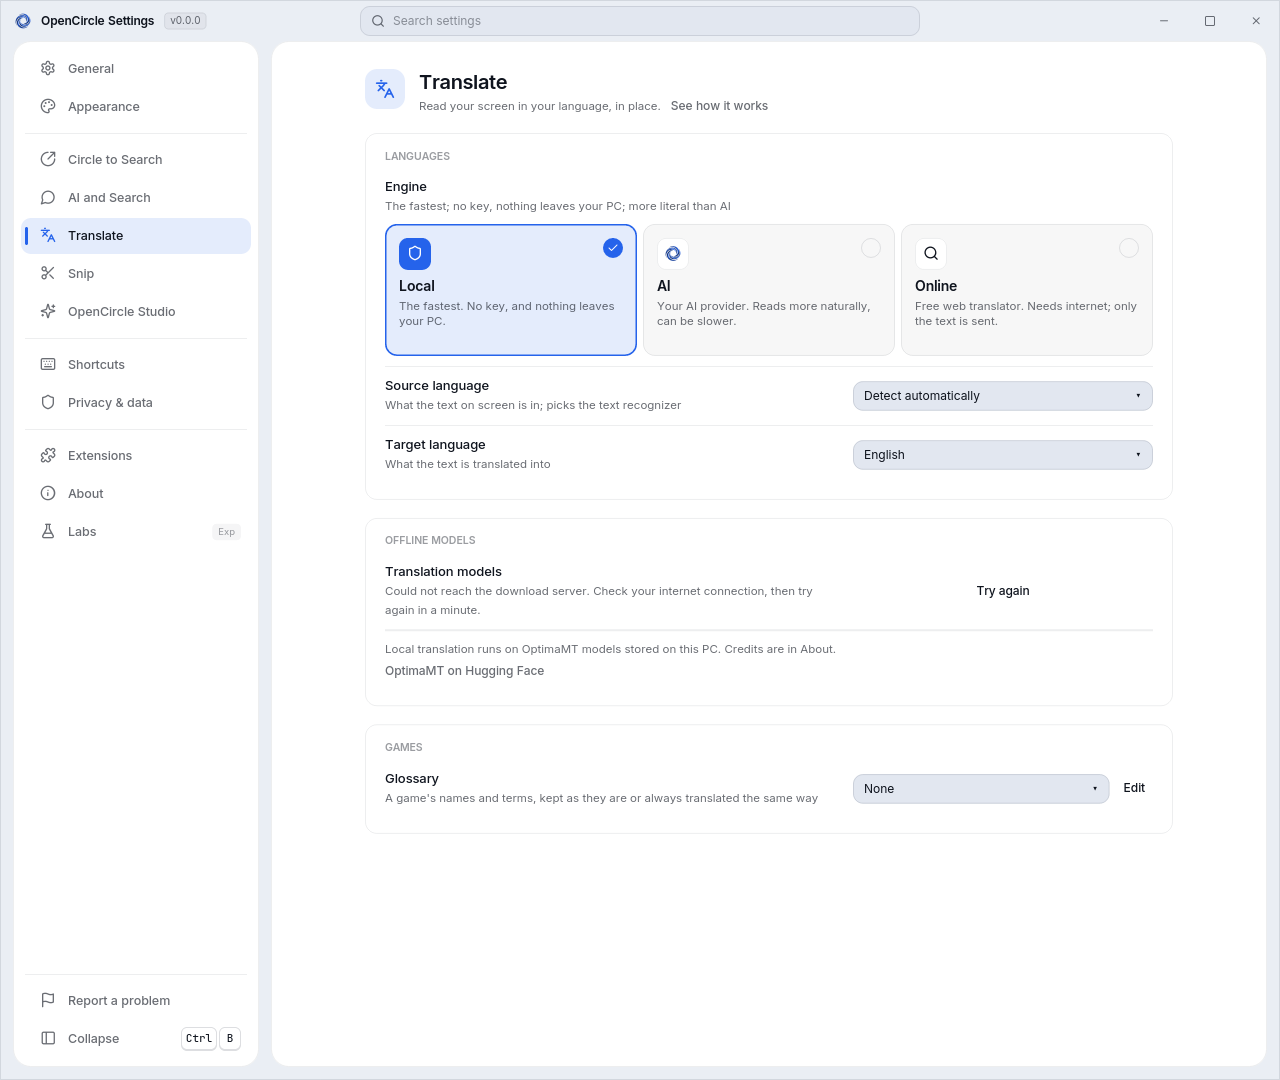 OpenCircle Settings v0.0.0
Search settings
General
Appearance
Circle to Search
AI and Search
Translate
Snip
OpenCircle Studio
Shortcuts
Privacy & data
Extensions
About
Labs Exp
Report a problem
Collapse Ctrl B
Translate
Read your screen in your language, in place. See how it works
LANGUAGES
Engine
The fastest; no key, nothing leaves your PC; more literal than AI
Local
The fastest. No key, and nothing leaves
your PC.
AI
Your AI provider. Reads more naturally,
can be slower.
Online
Free web translator. Needs internet; only
the text is sent.
Source language
What the text on screen is in; picks the text recognizer
Detect automatically
Target language
What the text is translated into
English
OFFLINE MODELS
Translation models
Could not reach the download server. Check your internet connection, then try
again in a minute.
Try again
Local translation runs on OptimaMT models stored on this PC. Credits are in About.
OptimaMT on Hugging Face
GAMES
Glossary
A game's names and terms, kept as they are or always translated the same way
None
Edit